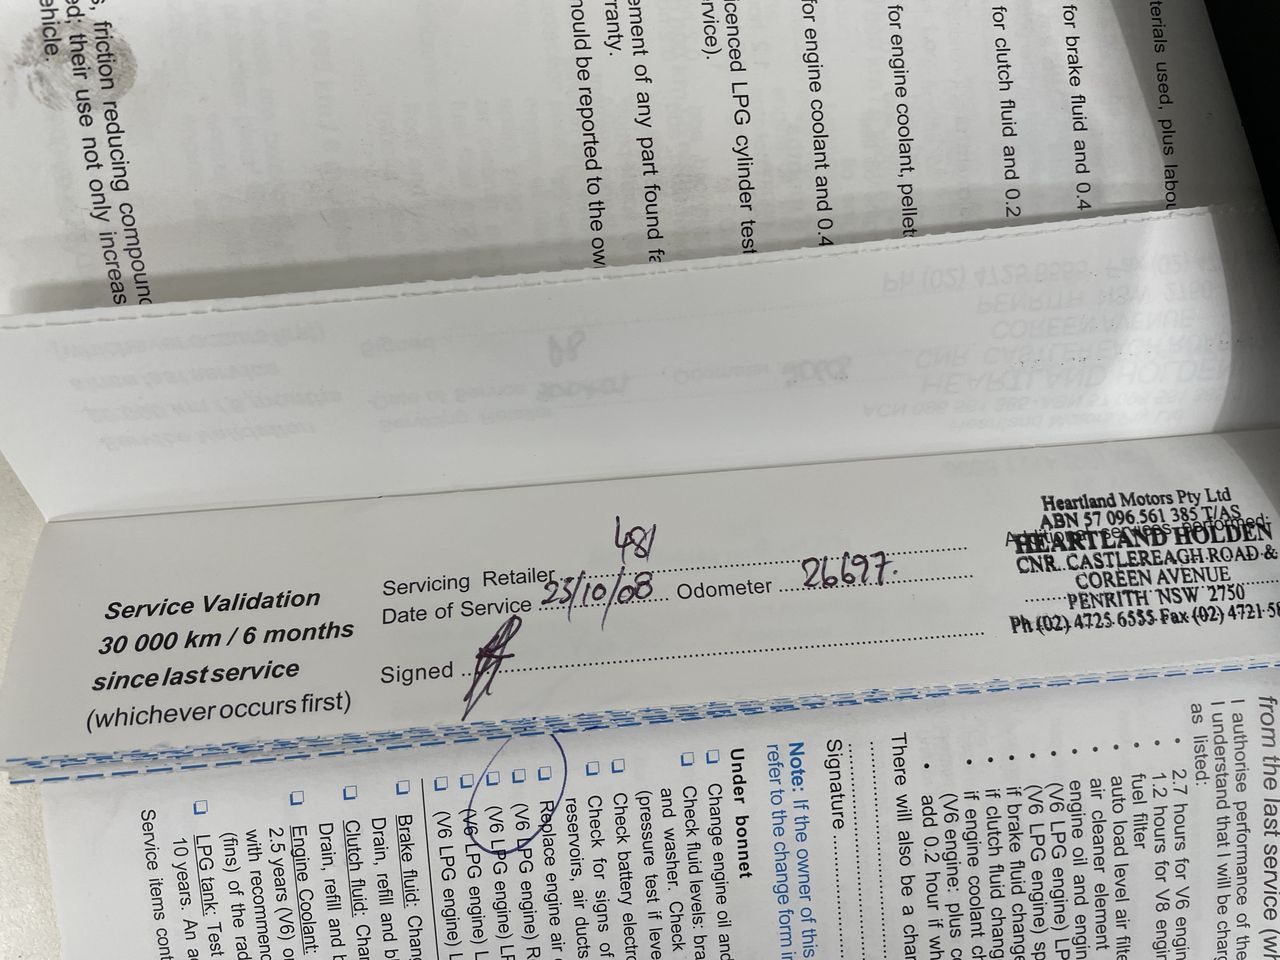 s, friction reducing compound
ed; their use not only increas
ehicle.
hould be reported to the ow
rranty.
ement of any part found fa
rvice).
icenced LPG cylinder test
for engine coolant and 0.4
for engine coolant, pellet
for clutch fluid and 0.2
for brake fluid and 0.4
terials used, plus labou
Service Validation
30 000 km / 6 months
since last service
(whichever occurs first)
481
Servicing Retailer
Date of Service 23/10/08 Odometer 26697.
Signed
Heartland Motors Pty Ltd
ABN 57 096 561 385 T/AS
Additional services performed:
HEARTLAND HOLDEN
CNR. CASTLEREAGH ROAD &
COREEN AVENUE
PENRITH NSW 2750
Ph (02) 4725 6555 Fax (02) 4721 58
from the last service (wh
I authorise performance of the
I understand that I will be charg
as listed:
• 2.7 hours for V6 engin
• 1.2 hours for V8 engin
fuel filter
• auto load level air filte
• air cleaner element
• engine oil and engin
• (V6 LPG engine) LP
• (V6 LPG engine) sp
• if brake fluid change
• if clutch fluid chang
• if engine coolant ch
(V6 engine: plus c
• add 0.2 hour if wh
There will also be a char
Signature
Note: If the owner of this
refer to the change form in
Under bonnet
❑ Change engine oil and
❑ Check fluid levels: bra
and washer. Check
(pressure test if leve
❑ Check battery electro
❑ Check for signs of
reservoirs, air ducts
❑ Replace engine air
❑ (V6 LPG engine) R
❑ (V6 LPG engine) LP
❑ (V6 LPG engine) L
❑ (V6 LPG engine) L
❑ Brake fluid: Chang
Drain, refill and b
❑ Clutch fluid: Chan
Drain, refill and b
❑ Engine Coolant:
2.5 years (V6) or
with recommend
(fins) of the rad
❑ LPG tank: Test
10 years. An a
Service items cont